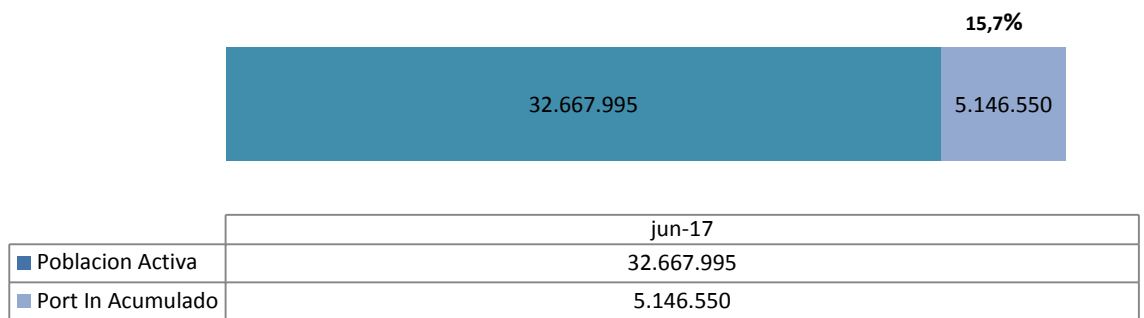 15,7%
32.667.995 5.146.550
jun-17
Poblacion Activa 32.667.995
Port In Acumulado 5.146.550